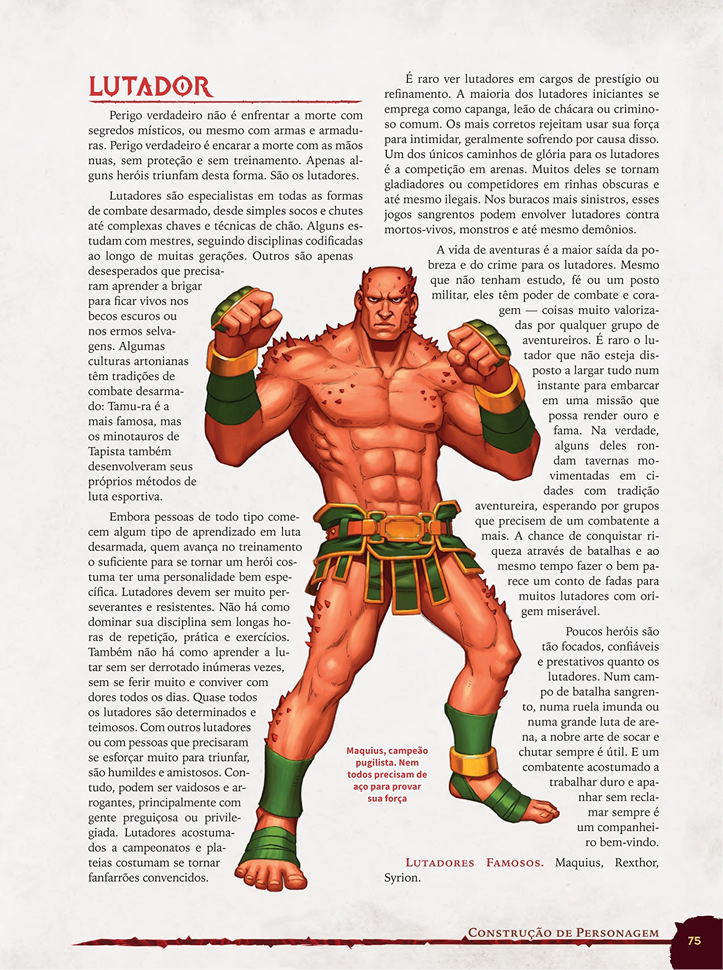 LUTADOR
Perigo verdadeiro não é enfrentar a morte com
segredos místicos, ou mesmo com armas e armadu-
ras. Perigo verdadeiro é encarar a morte com as mãos
nuas, sem proteção e sem treinamento. Apenas al-
guns heróis triunfam desta forma. São os lutadores.
Lutadores são especialistas em todas as formas
de combate desarmado, desde simples socos e chutes
até complexas chaves e técnicas de chão. Alguns es-
tudam com mestres, seguindo disciplinas codificadas
ao longo de muitas gerações. Outros são apenas
desesperados que precisa-
ram aprender a brigar
para ficar vivos nos
becos escuros ou
nos ermos selva-
gens. Algumas
culturas artonianas
têm tradições de
combate desarma-
do: Tamu-ra é a
mais famosa, mas
os minotauros de
Tapista também
desenvolveram seus
próprios métodos de
luta esportiva.
Embora pessoas de todo tipo come-
cem algum tipo de aprendizado em luta
desarmada, quem avança no treinamento
o suficiente para se tornar um herói cos-
tuma ter uma personalidade bem espe-
cífica. Lutadores devem ser muito per-
severantes e resistentes. Não há como
dominar sua disciplina sem longas ho-
ras de repetição, prática e exercícios.
Também não há como aprender a lu-
tar sem ser derrotado inúmeras vezes,
sem se ferir muito e conviver com
dores todos os dias. Quase todos
os lutadores são determinados e
teimosos. Com outros lutadores
ou com pessoas que precisaram
se esforçar muito para triunfar,
são humildes e amistosos. Con-
tudo, podem ser vaidosos e ar-
rogantes, principalmente com
gente preguiçosa ou privile-
giada. Lutadores acostuma-
dos a campeonatos e pla-
teias costumam se tornar
fanfarrões convencidos.
É raro ver lutadores em cargos de prestígio ou
refinamento. A maioria dos lutadores iniciantes se
emprega como capanga, leão de chácara ou crimino-
so comum. Os mais corretos rejeitam usar sua força
para intimidar, geralmente sofrendo por causa disso.
Um dos únicos caminhos de glória para os lutadores
é a competição em arenas. Muitos deles se tornam
gladiadores ou competidores em rinhas obscuras e
até mesmo ilegais. Nos buracos mais sinistros, esses
jogos sangrentos podem envolver lutadores contra
mortos-vivos, monstros e até mesmo demônios.
A vida de aventuras é a maior saída da po-
breza e do crime para os lutadores. Mesmo
que não tenham estudo, fé ou um posto
militar, eles têm poder de combate e cora-
gem — coisas muito valoriza-
das por qualquer grupo de
aventureiros. É raro o lu-
tador que não esteja dis-
posto a largar tudo num
instante para embarcar
em uma missão que
possa render ouro e
fama. Na verdade,
alguns deles ron-
dam tavernas mo-
vimentadas em ci-
dades com tradição
aventureira, esperando por grupos
que precisem de um combatente a
mais. A chance de conquistar ri-
queza através de batalhas e ao
mesmo tempo fazer o bem pa-
rece um conto de fadas para
muitos lutadores com ori-
gem miserável.
Poucos heróis são
tão focados, confiáveis
e prestativos quanto os
lutadores. Num cam-
po de batalha sangren-
to, numa ruela imunda ou
numa grande luta de are-
na, a nobre arte de socar e
chutar sempre é útil. E um
combatente acostumado a
trabalhar duro e apa-
nhar sem recla-
mar sempre é
um companhei-
ro bem-vindo.
LUTADORES FAMOSOS. Maquius, Rexthor,
Syrion.
Maquius, campeão
pugilista. Nem
todos precisam de
aço para provar
sua força
CONSTRUÇÃO DE PERSONAGEM
75